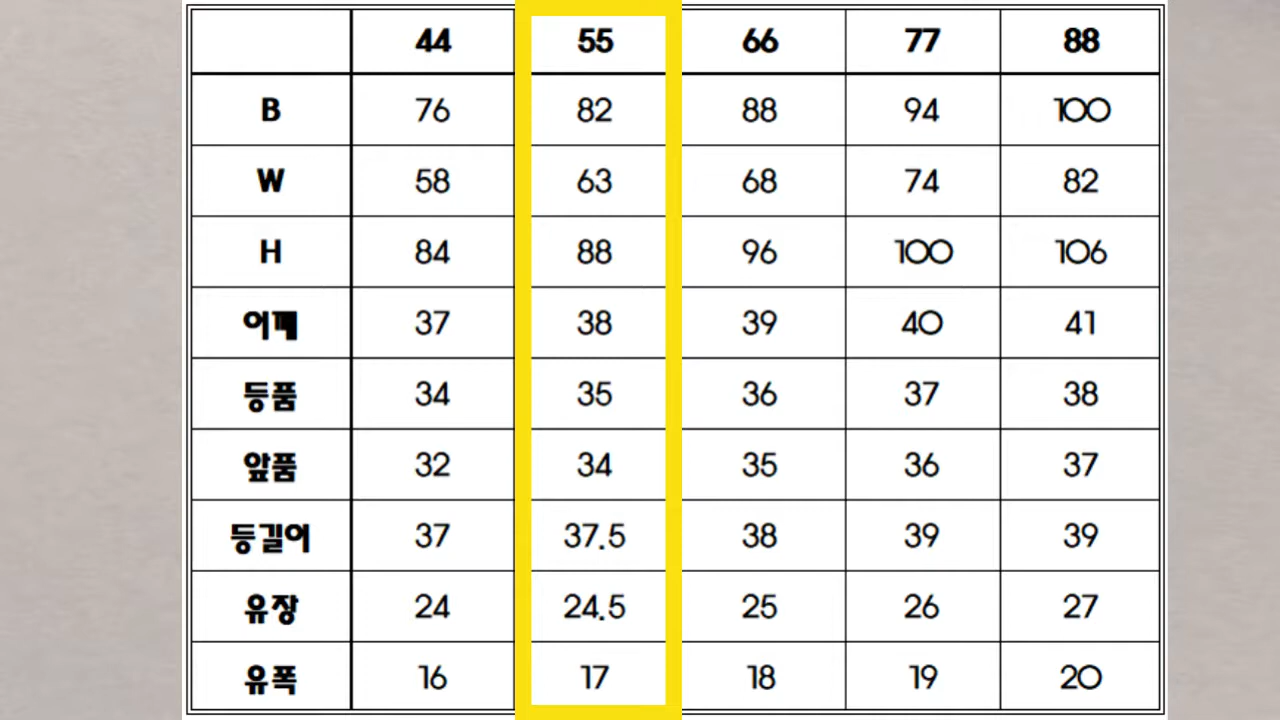 44 55 66 77 88
B 76 82 88 94 100
W 58 63 68 74 82
H 84 88 96 100 106
어깨 37 38 39 40 41
등품 34 35 36 37 38
앞품 32 34 35 36 37
등길이 37 37.5 38 39 39
유장 24 24.5 25 26 27
유폭 16 17 18 19 20